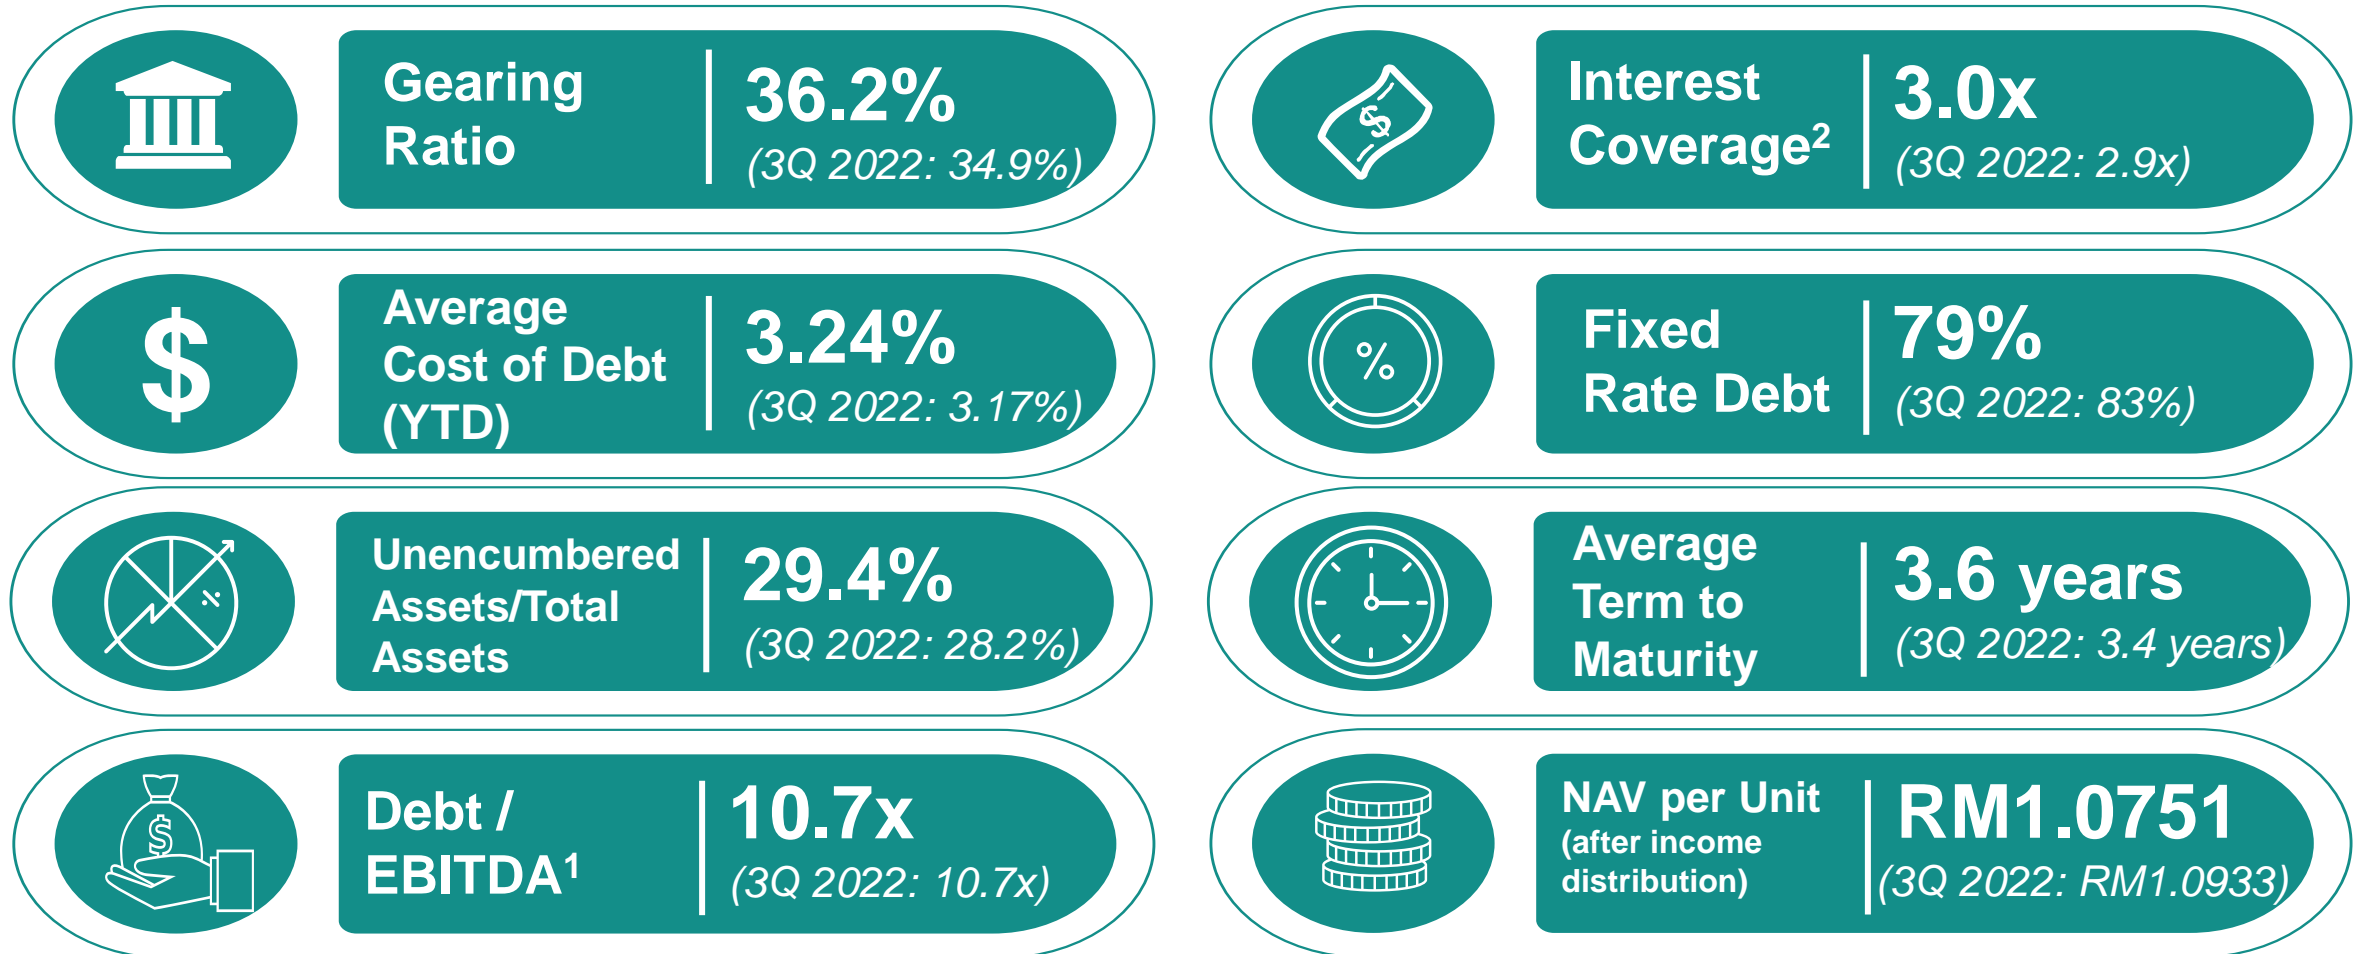 Gearing
Ratio
36.2%
(3Q 2022: 34.9%)
Interest
Coverage²
3.0x
(3Q 2022: 2.9x)
$
Average
Cost of Debt
(YTD)
3.24%
(3Q 2022: 3.17%)
%
Fixed
Rate Debt
79%
(3Q 2022: 83%)
%
Unencumbered
Assets/Total
Assets
29.4%
(3Q 2022: 28.2%)
Average
Term to
Maturity
3.6 years
(3Q 2022: 3.4 years)
$
Debt /
EBITDA¹
10.7x
(3Q 2022: 10.7x)
NAV per Unit
(after income
distribution)
RM1.0751
(3Q 2022: RM1.0933)
$